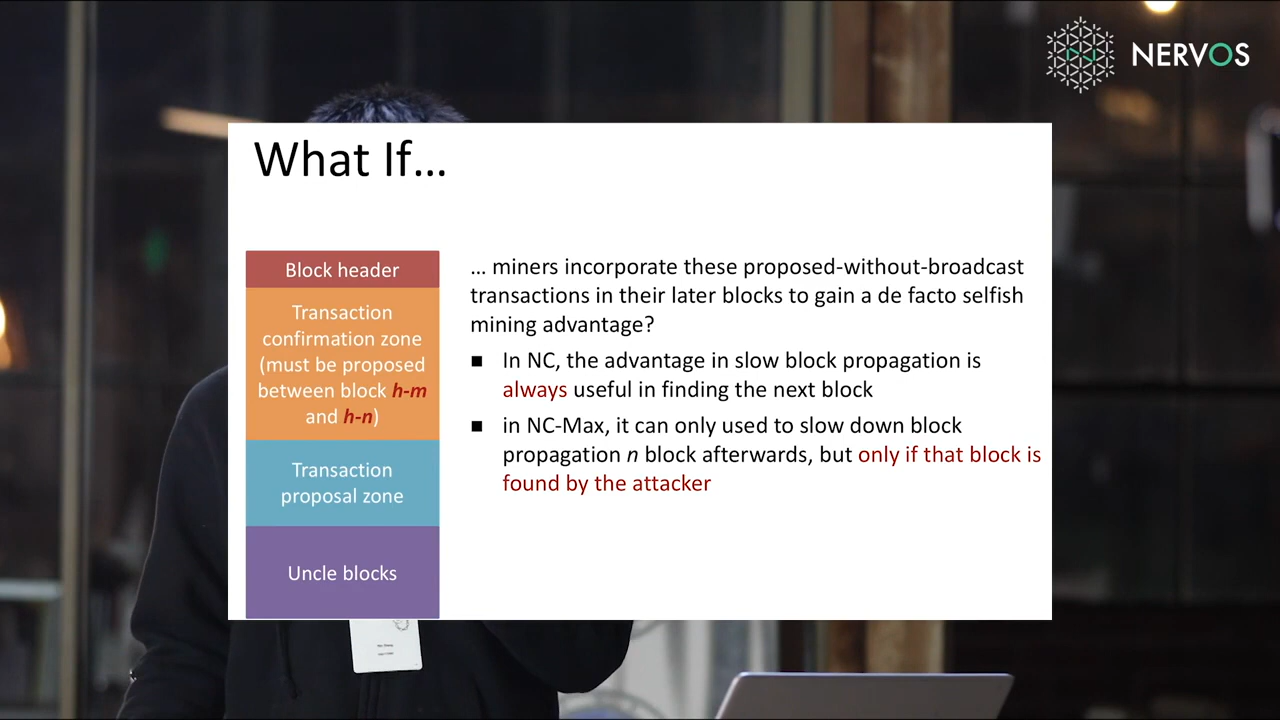 NERVOS
What If...
Block header
Transaction
confirmation zone
(must be proposed
between block h-m
and h-n)
Transaction
proposal zone
Uncle blocks
... miners incorporate these proposed-without-broadcast
transactions in their later blocks to gain a de facto selfish
mining advantage?
■ In NC, the advantage in slow block propagation is
always useful in finding the next block
■ in NC-Max, it can only used to slow down block
propagation n block afterwards, but only if that block is
found by the attacker